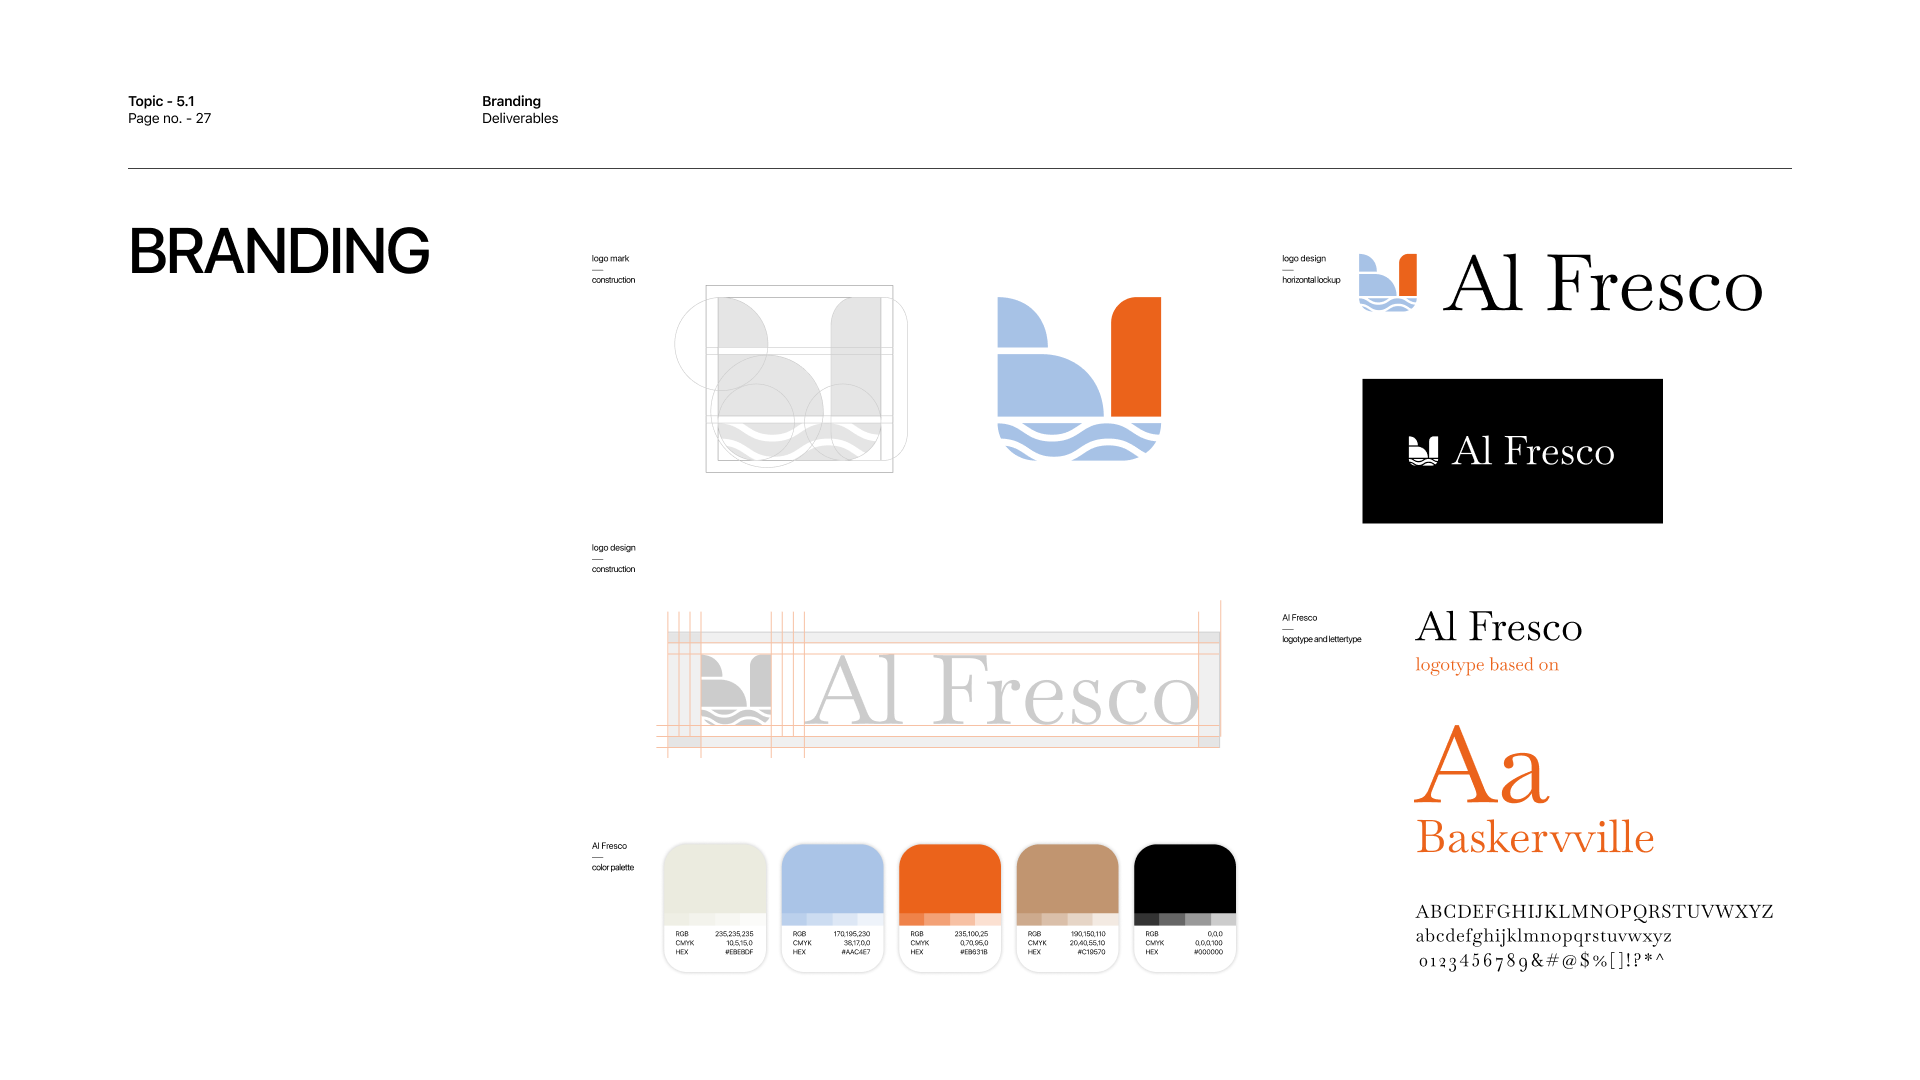 Topic - 5.1
Page no. - 27
Branding
Deliverables
BRANDING
logo mark
construction
logo design
horizontal lockup
Al Fresco
Al Fresco
logo design
construction
Al Fresco
Al Fresco
logotype and lettertype
Al Fresco
logotype based on
Aa
Baskervville
ABCDEFGHIJKLMNOPQRSTUVWXYZ
abcdefghijklmnopqrstuvwxyz
0123456789&#@$%[]!?*^
Al Fresco
color palette
RGB 235,235,235
CMYK 10,5,15,0
HEX #EBEBDF
RGB 170,195,230
CMYK 38,17,0,0
HEX #AAC4E7
RGB 235,100,25
CMYK 0,70,95,0
HEX #EB631B
RGB 190,150,110
CMYK 20,40,55,10
HEX #C19570
RGB 0,0,0
CMYK 0,0,0,100
HEX #000000